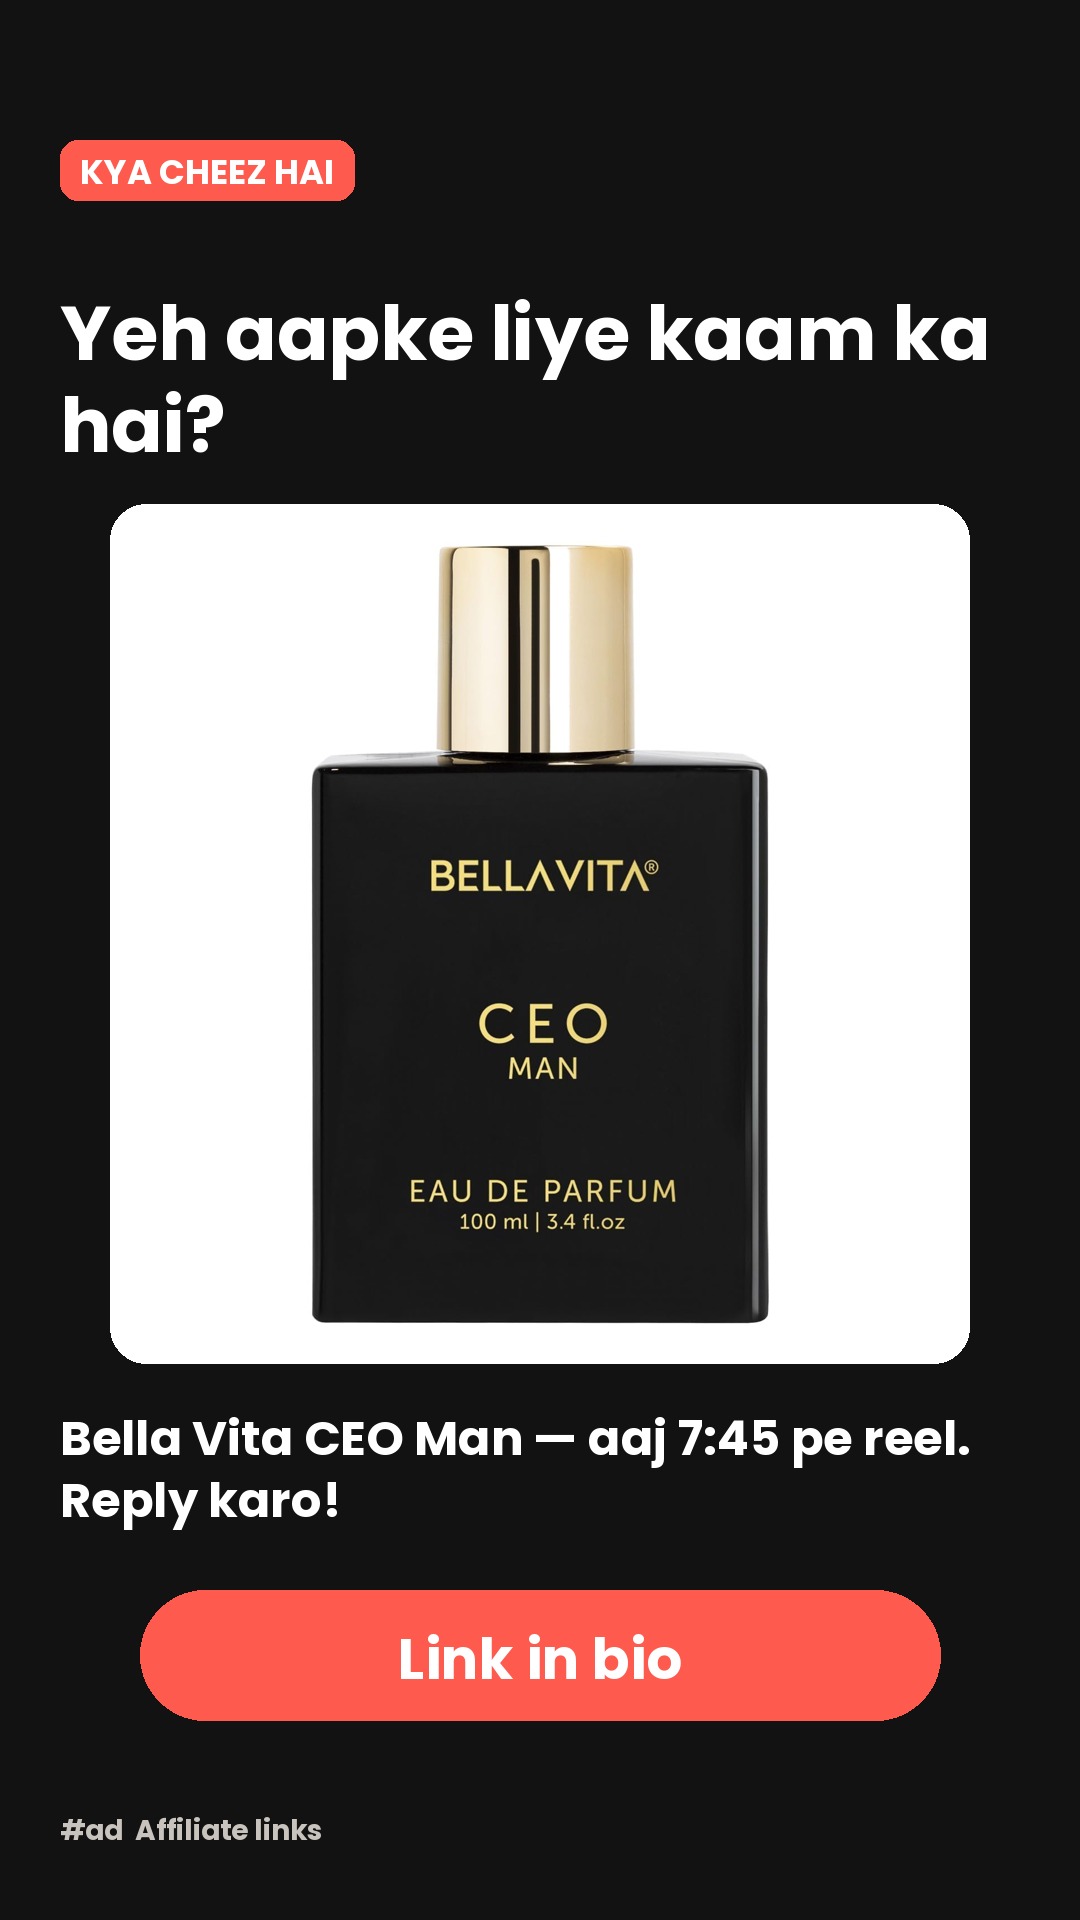 KYA CHEEZ HAI
Yeh aapke liye kaam ka
hai?
BELLAVITA®
CEO
MAN
EAU DE PARFUM
100 ml | 3.4 fl.oz
Bella Vita CEO Man — aaj 7:45 pe reel.
Reply karo!
Link in bio
#ad Affiliate links